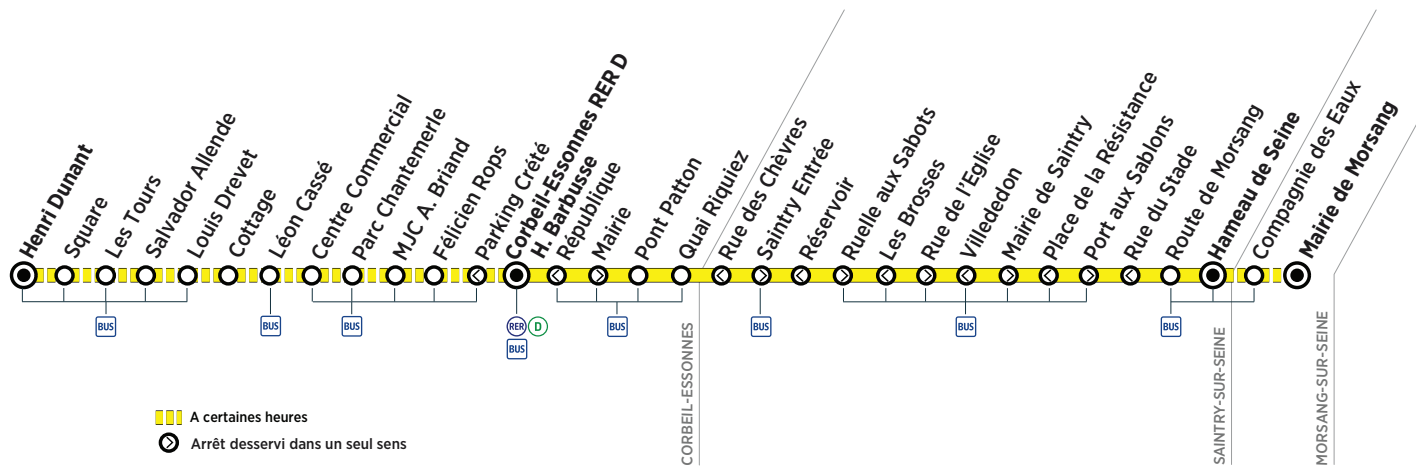 Henri Dunant
Square
Les Tours
Salvador Allende
Louis Drevet
Cottage
Léon Cassé
Centre Commercial
Parc Chantemerle
MJC A. Briand
Félicien Rops
Parking Crété
Corbeil-Essonnes RER D
H. Barbusse
République
Mairie
Pont Patton
Quai Riquiez
Rue des Chèvres
Saintry Entrée
Réservoir
Ruelle aux Sabots
Les Brosses
Rue de l'Eglise
Villededon
Mairie de Saintry
Place de la Résistance
Port aux Sablons
Rue du Stade
Route de Morsang
Hameau de Seine
Compagnie des Eaux
Mairie de Morsang
BUS
BUS
BUS
RER D
BUS
BUS
BUS
BUS
BUS
CORBEIL-ESSONNES
SAINTRY-SUR-SEINE
MORSANG-SUR-SEINE
A certaines heures
Arrêt desservi dans un seul sens